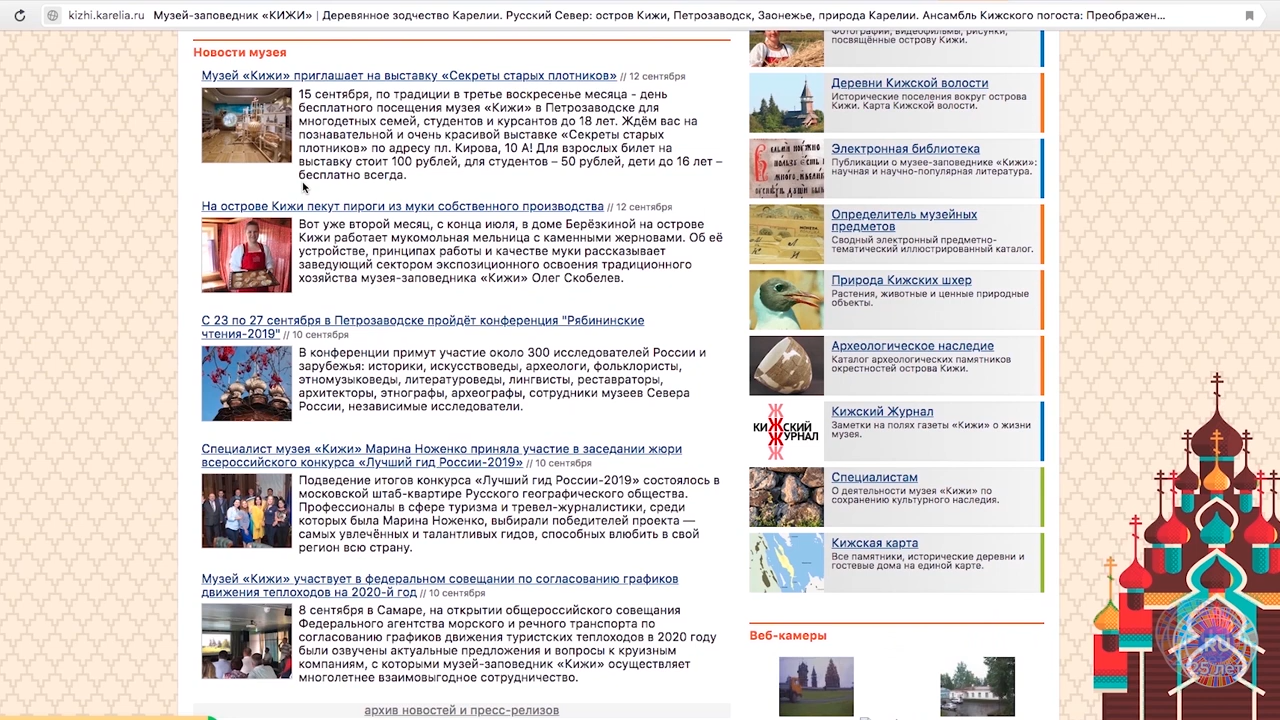 kizhi.karelia.ru Музей-заповедник «КИЖИ» | Деревянное зодчество Карелии. Русский Север: остров Кижи, Петрозаводск, Заонежье, природа Карелии. Ансамбль Кижского погоста: Преображен...
Новости музея
Музей «Кижи» приглашает на выставку «Секреты старых плотников» // 12 сентября
15 сентября, по традиции в третье воскресенье месяца - день
бесплатного посещения музея «Кижи» в Петрозаводске для
многодетных семей, студентов и курсантов до 18 лет. Ждём вас на
познавательной и очень красивой выставке «Секреты старых
плотников» по адресу пл. Кирова, 10 А! Для взрослых билет на
выставку стоит 100 рублей, для студентов – 50 рублей, дети до 16 лет –
бесплатно всегда.
На острове Кижи пекут пироги из муки собственного производства // 12 сентября
Вот уже второй месяц, с конца июля, в доме Берёзкиной на острове
Кижи работает мукомольная мельница с каменными жерновами. Об её
устройстве, принципах работы и качестве муки рассказывает
заведующий сектором экспозиционного освоения традиционного
хозяйства музея-заповедника «Кижи» Олег Скобелев.
С 23 по 27 сентября в Петрозаводске пройдёт конференция "Рябининские
чтения-2019" // 10 сентября
В конференции примут участие около 300 исследователей России и
зарубежья: историки, искусствоведы, археологи, фольклористы,
этномузыковеды, литературоведы, лингвисты, реставраторы,
архитекторы, этнографы, археографы, сотрудники музеев Севера
России, независимые исследователи.
Специалист музея «Кижи» Марина Ноженко приняла участие в заседании жюри
всероссийского конкурса «Лучший гид России-2019» // 10 сентября
Подведение итогов конкурса «Лучший гид России-2019» состоялось в
московской штаб-квартире Русского географического общества.
Профессионалы в сфере туризма и тревел-журналистики, среди
которых была Марина Ноженко, выбирали победителей проекта —
самых увлечённых и талантливых гидов, способных влюбить в свой
регион всю страну.
Музей «Кижи» участвует в федеральном совещании по согласованию графиков
движения теплоходов на 2020-й год // 10 сентября
8 сентября в Самаре, на открытии общероссийского совещания
Федерального агентства морского и речного транспорта по
согласованию графиков движения туристских теплоходов в 2020 году
были озвучены актуальные предложения и вопросы к круизным
компаниям, с которыми музей-заповедник «Кижи» осуществляет
многолетнее взаимовыгодное сотрудничество.
архив новостей и пресс-релизов
Фотографии, видеофильмы, рисунки,
посвящённые острову Кижи.
Деревни Кижской волости
Исторические поселения вокруг острова
Кижи. Карта Кижской волости.
Электронная библиотека
Публикации о музее-заповеднике «Кижи»:
научная и научно-популярная литература.
Определитель музейных
предметов
Сводный электронный предметно-
тематический иллюстрированный каталог.
Природа Кижских шхер
Растения, животные и ценные природные
объекты.
Археологическое наследие
Каталог археологических памятников
окрестностей острова Кижи.
Ж
КИЖСКИЙ
ЖУРНАЛ
Ж
Кижский Журнал
Заметки на полях газеты «Кижи» о жизни
музея.
Специалистам
О деятельности музея «Кижи» по
сохранению культурного наследия.
Кижская карта
Все памятники, исторические деревни и
гостевые дома на единой карте.
Веб-камеры
RU
25 лет